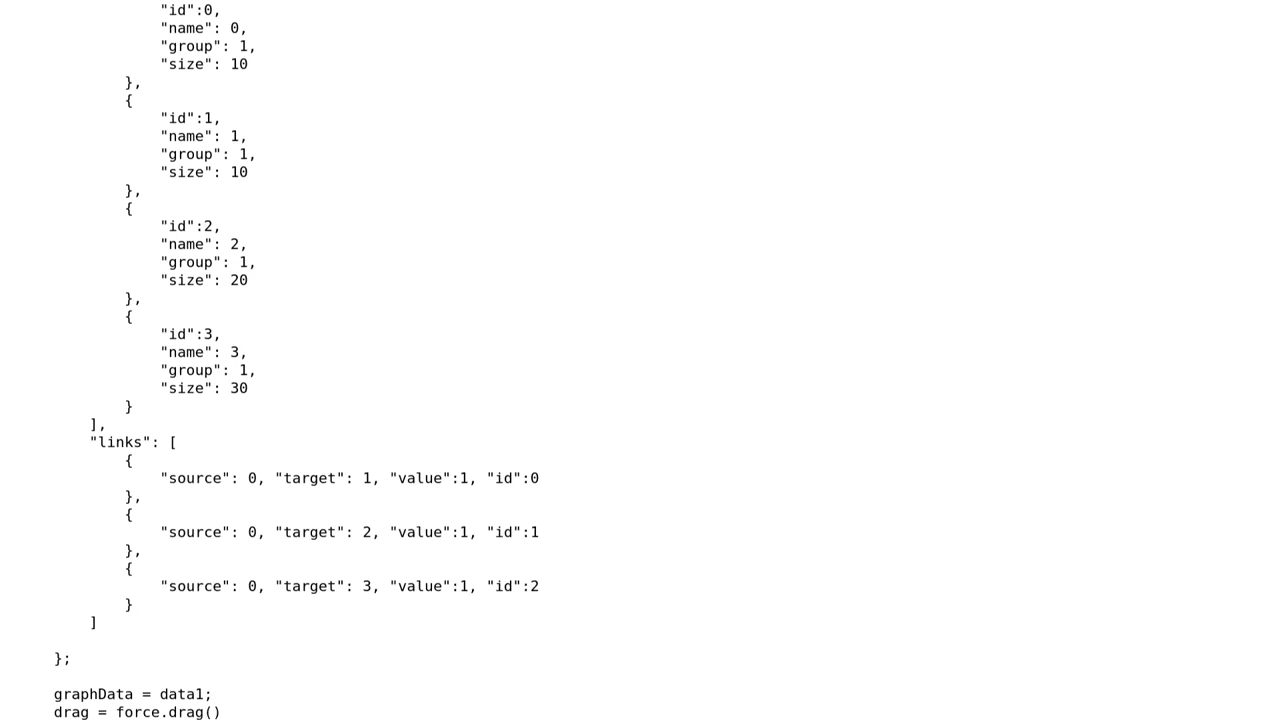 "id":0,
            "name": 0,
            "group": 1,
            "size": 10
        },
        {
            "id":1,
            "name": 1,
            "group": 1,
            "size": 10
        },
        {
            "id":2,
            "name": 2,
            "group": 1,
            "size": 20
        },
        {
            "id":3,
            "name": 3,
            "group": 1,
            "size": 30
        }
    ],
    "links": [
        {
            "source": 0, "target": 1, "value":1, "id":0
        },
        {
            "source": 0, "target": 2, "value":1, "id":1
        },
        {
            "source": 0, "target": 3, "value":1, "id":2
        }
    ]

};

graphData = data1;
drag = force.drag()